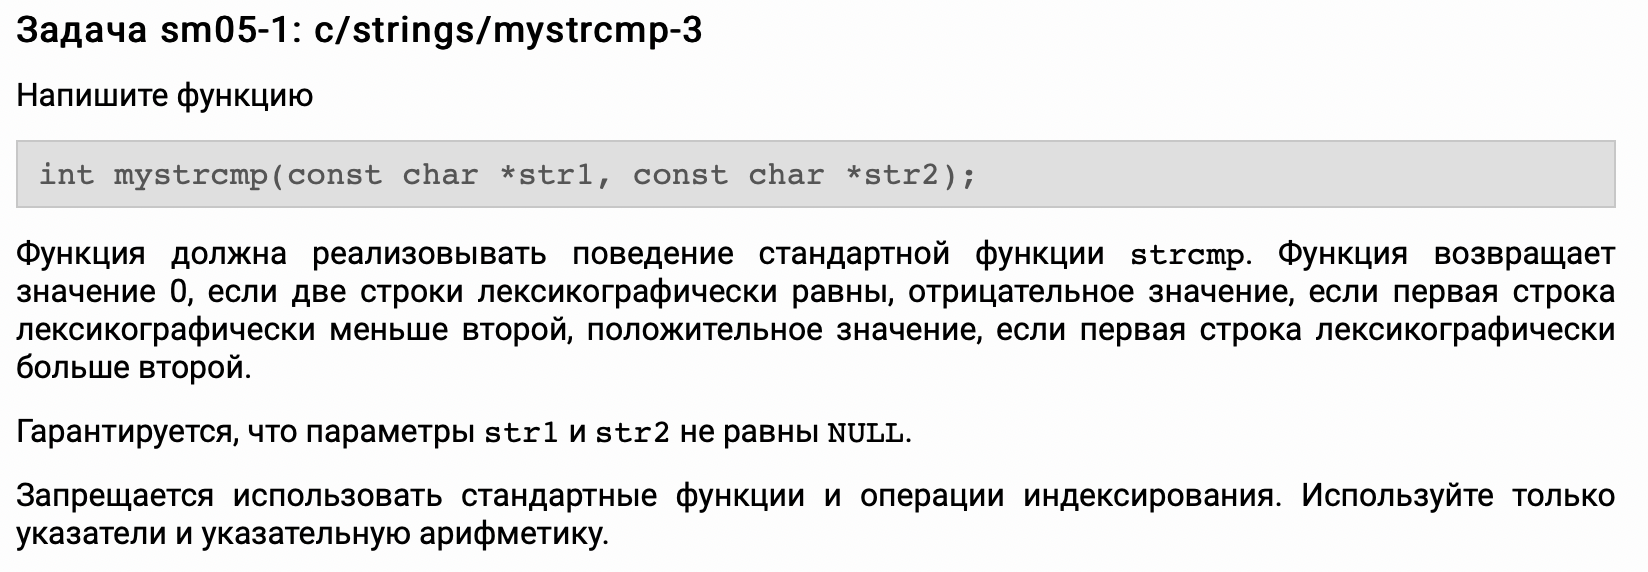 Задача sm05-1: c/strings/mystrcmp-3
Напишите функцию
int mystrcmp(const char *str1, const char *str2);
Функция должна реализовывать поведение стандартной функции strcmp. Функция возвращает
значение 0, если две строки лексикографически равны, отрицательное значение, если первая строка
лексикографически меньше второй, положительное значение, если первая строка лексикографически
больше второй.
Гарантируется, что параметры str1 и str2 не равны NULL.
Запрещается использовать стандартные функции и операции индексирования. Используйте только
указатели и указательную арифметику.